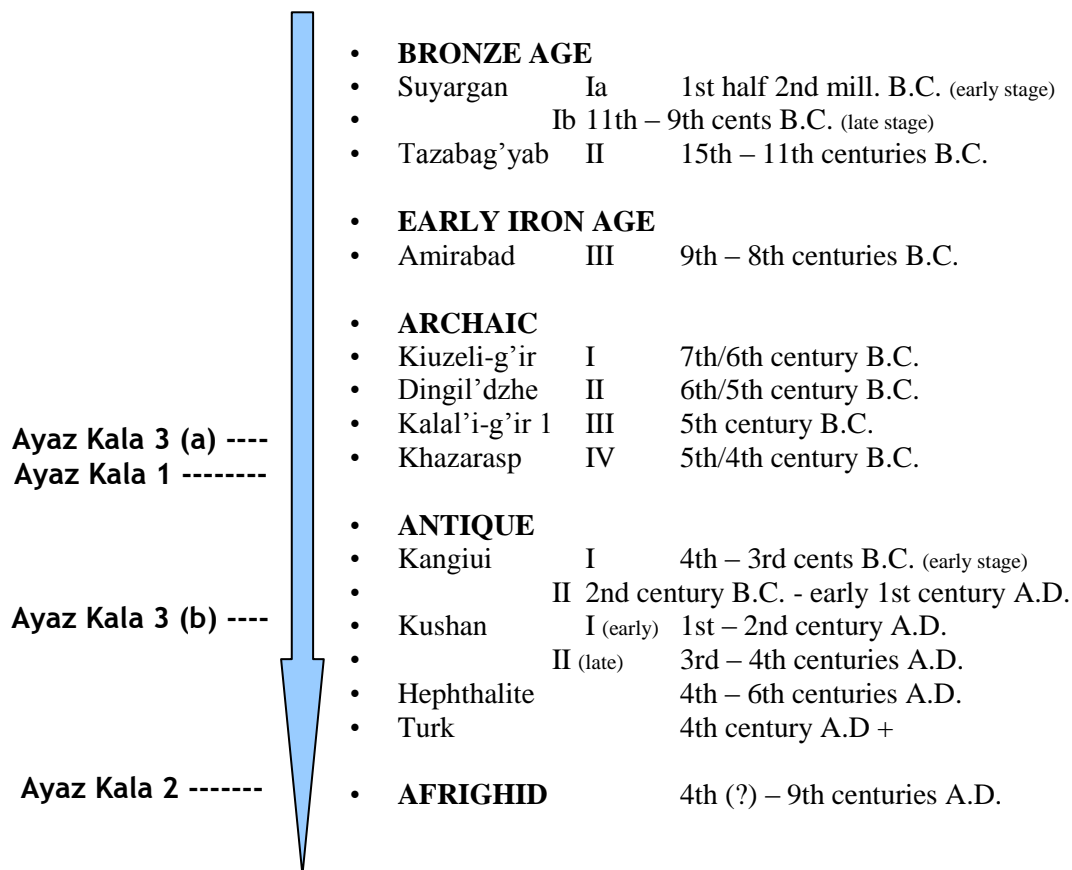 • BRONZE AGE
• Suyargan Ia 1st half 2nd mill. B.C. (early stage)
• Ib 11th – 9th cents B.C. (late stage)
• Tazabag’yab II 15th – 11th centuries B.C.
• EARLY IRON AGE
• Amirabad III 9th – 8th centuries B.C.
• ARCHAIC
• Kiuzeli-g’ir I 7th/6th century B.C.
• Dingil’dzhe II 6th/5th century B.C.
• Kalal’i-g’ir 1 III 5th century B.C.
Ayaz Kala 3 (a) ----
• Khazarasp IV 5th/4th century B.C.
Ayaz Kala 1 --------
• ANTIQUE
• Kangiui I 4th – 3rd cents B.C. (early stage)
• II 2nd century B.C. - early 1st century A.D.
Ayaz Kala 3 (b) ----
• Kushan I (early) 1st – 2nd century A.D.
• II (late) 3rd – 4th centuries A.D.
• Hephthalite 4th – 6th centuries A.D.
• Turk 4th century A.D +
Ayaz Kala 2 -------
• AFRIGHID 4th (?) – 9th centuries A.D.